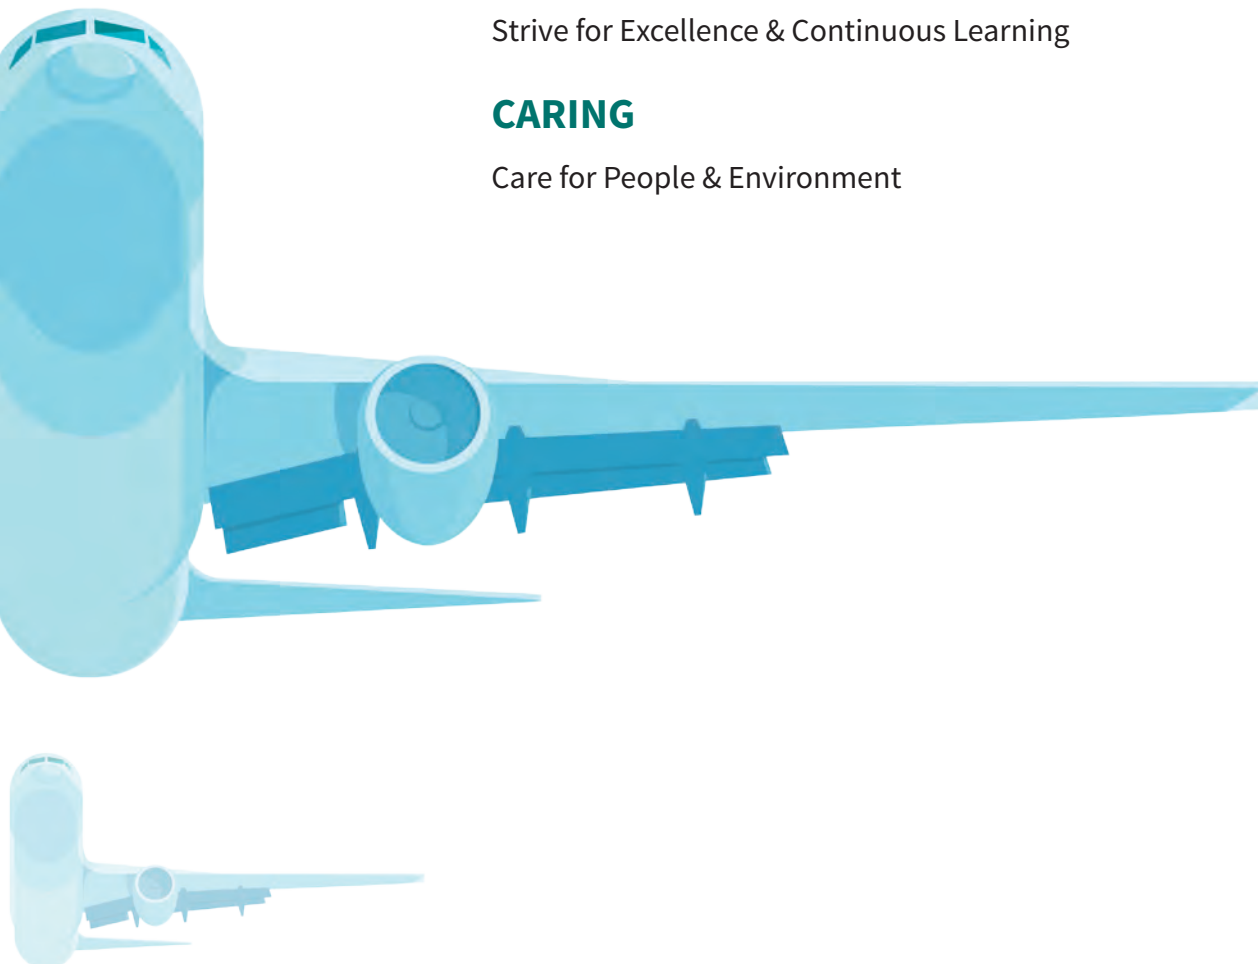 Strive for Excellence & Continuous Learning
CARING
Care for People & Environment